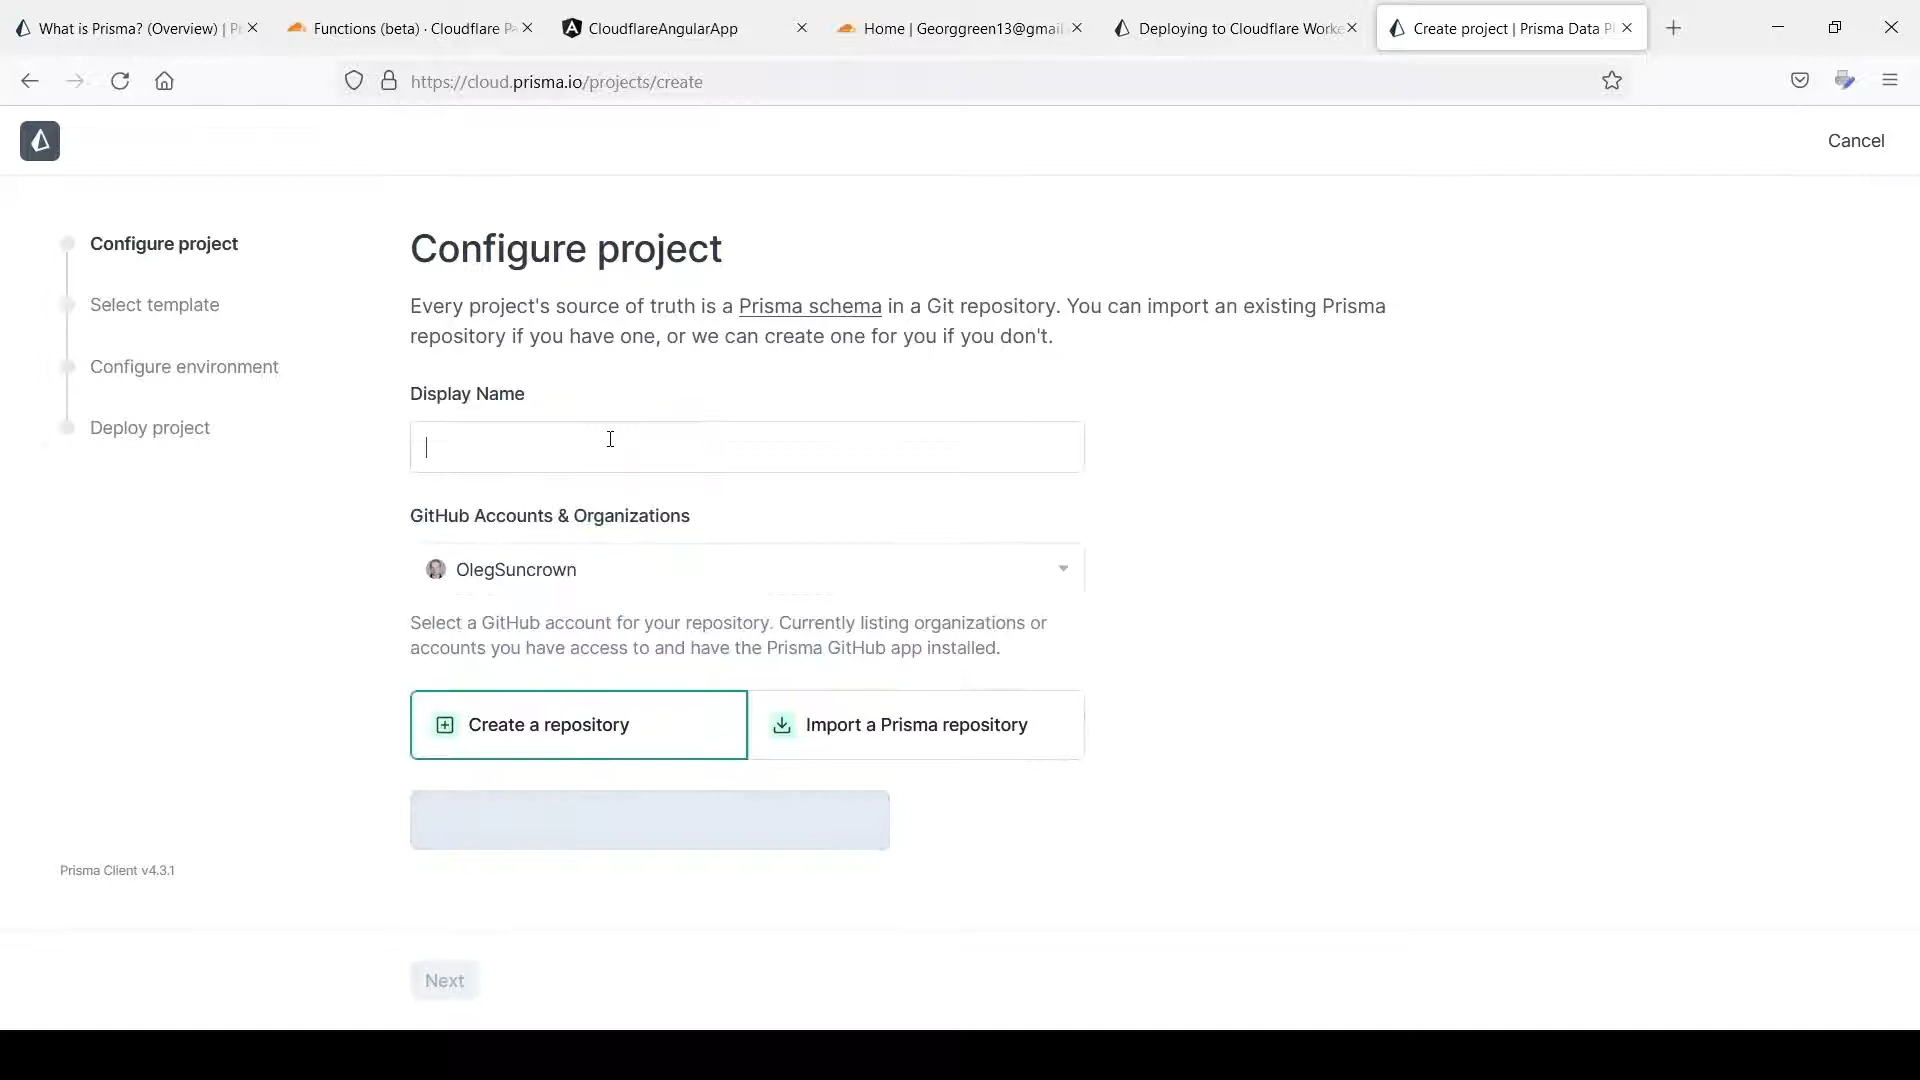 What is Prisma? (Overview) | Pr
Functions (beta) · Cloudflare Pa
CloudflareAngularApp
Home | Georggreen13@gmail
Deploying to Cloudflare Worke
Create project | Prisma Data Pl
https://cloud.prisma.io/projects/create
Cancel
Configure project
Select template
Configure environment
Deploy project
Configure project
Every project's source of truth is a Prisma schema in a Git repository. You can import an existing Prisma
repository if you have one, or we can create one for you if you don't.
Display Name
GitHub Accounts & Organizations
OlegSuncrown
Select a GitHub account for your repository. Currently listing organizations or
accounts you have access to and have the Prisma GitHub app installed.
Create a repository
Import a Prisma repository
Prisma Client v4.3.1
Next